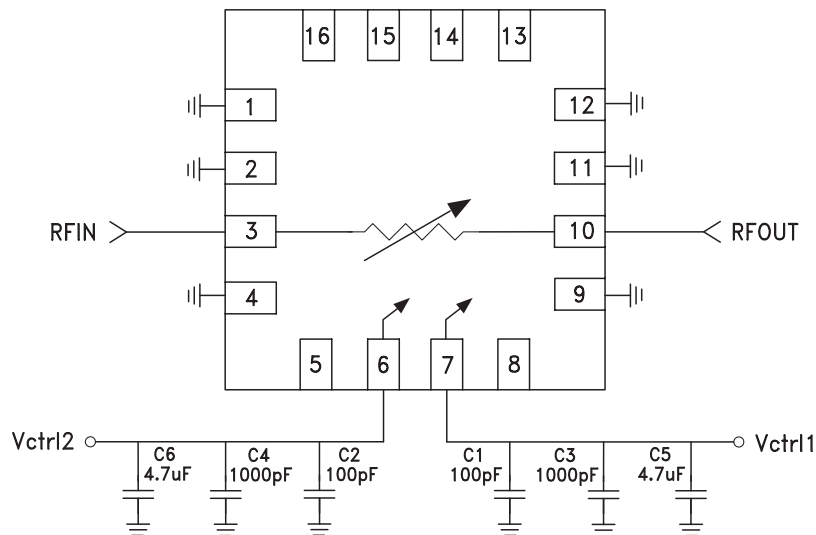 16 15 14 13
1 12
2 11
RFIN 3 10 RFOUT
4 9
5 6 7 8
Vctrl2 Vctrl1
C6 C4 C2 C1 C3 C5
4.7uF 1000pF 100pF 100pF 1000pF 4.7uF